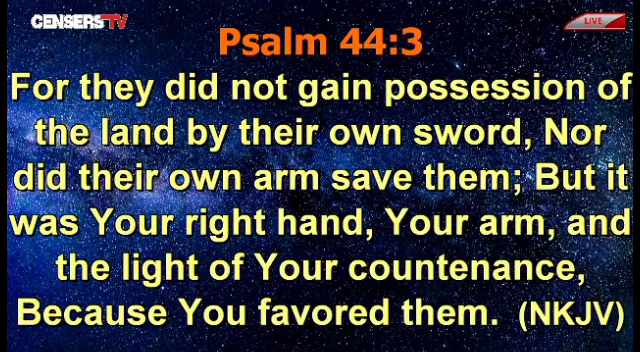 CENSERSTV
LIVE
Psalm 44:3
For they did not gain possession of
the land by their own sword, Nor
did their own arm save them; But it
was Your right hand, Your arm, and
the light of Your countenance,
Because You favored them. (NKJV)